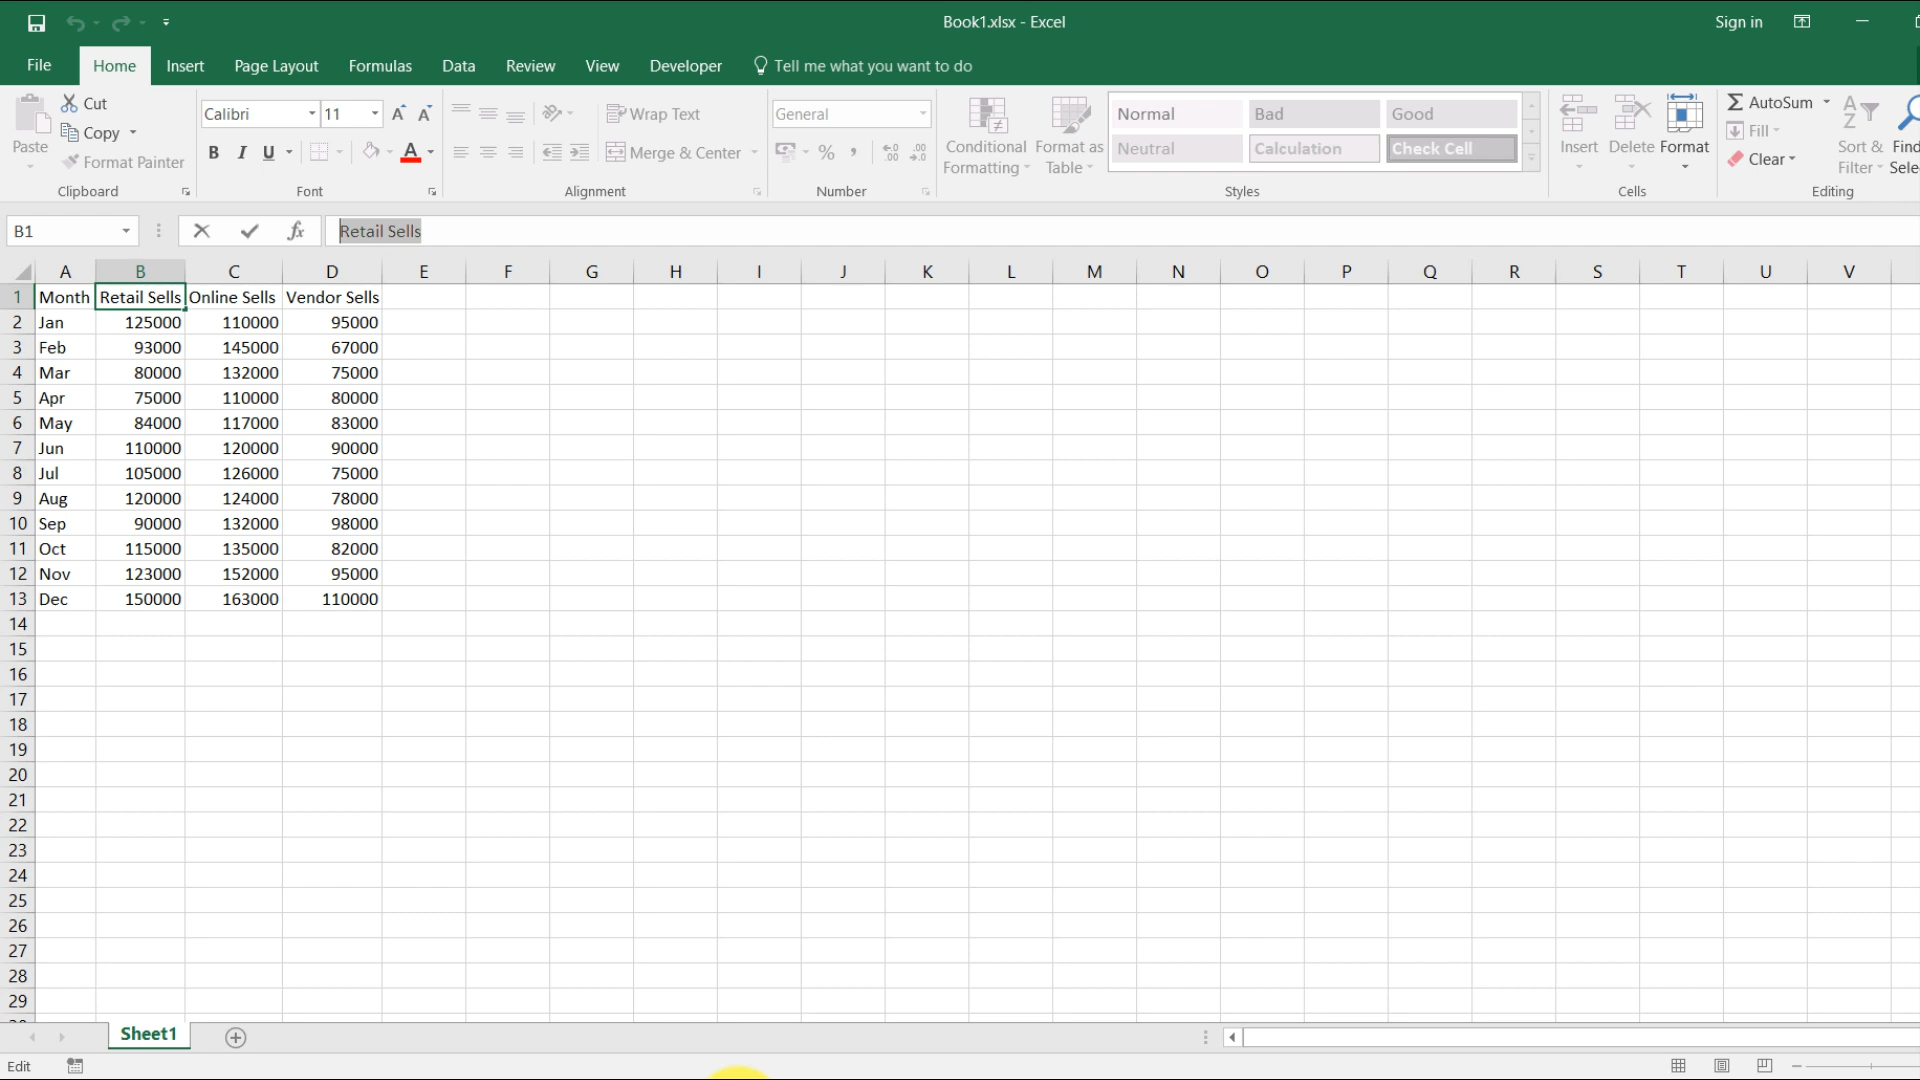 Book1.xlsx - Excel
Sign in
File Home Insert Page Layout Formulas Data Review View Developer Tell me what you want to do
Paste
Cut
Copy
Format Painter
Clipboard
Calibri 11
B I U A
Font
Wrap Text
Merge & Center
Alignment
General
%
Number
Conditional Formatting
Format as Table
Normal Bad Good
Neutral Calculation Check Cell
Styles
Insert Delete Format
Cells
AutoSum
Fill
Clear
Sort & Filter
Find
Editing
B1 fx Retail Sells
A B C D E F G H I J K L M N O P Q R S T U V
1 Month Retail Sells Online Sells Vendor Sells
2 Jan 125000 110000 95000
3 Feb 93000 145000 67000
4 Mar 80000 132000 75000
5 Apr 75000 110000 80000
6 May 84000 117000 83000
7 Jun 110000 120000 90000
8 Jul 105000 126000 75000
9 Aug 120000 124000 78000
10 Sep 90000 132000 98000
11 Oct 115000 135000 82000
12 Nov 123000 152000 95000
13 Dec 150000 163000 110000
14
15
16
17
18
19
20
21
22
23
24
25
26
27
28
29
Sheet1
Edit